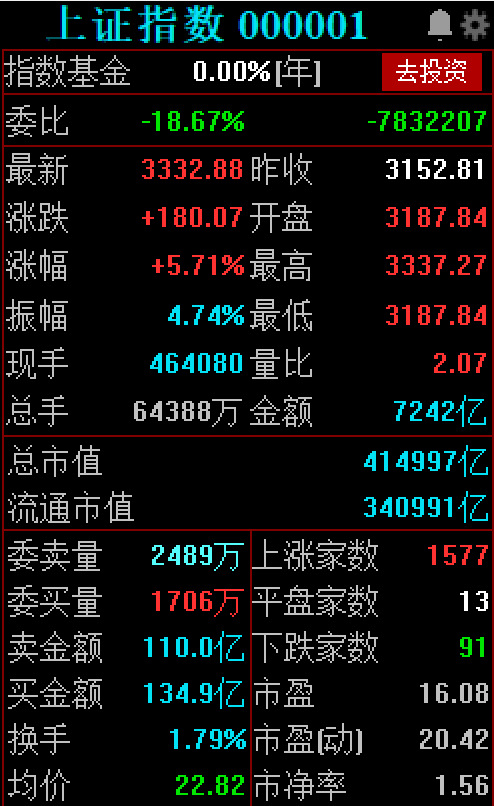 上证指数 000001
指数基金 0.00%[年] 去投资
委比 -18.67% -7832207
最新 3332.88 昨收 3152.81
涨跌 +180.07 开盘 3187.84
涨幅 +5.71% 最高 3337.27
振幅 4.74% 最低 3187.84
现手 464080 量比 2.07
总手 64388万 金额 7242亿
总市值 414997亿
流通市值 340991亿
委卖量 2489万 上涨家数 1577
委买量 1706万 平盘家数 13
卖金额 110.0亿 下跌家数 91
买金额 134.9亿 市盈 16.08
换手 1.79% 市盈(动) 20.42
均价 22.82 市净率 1.56